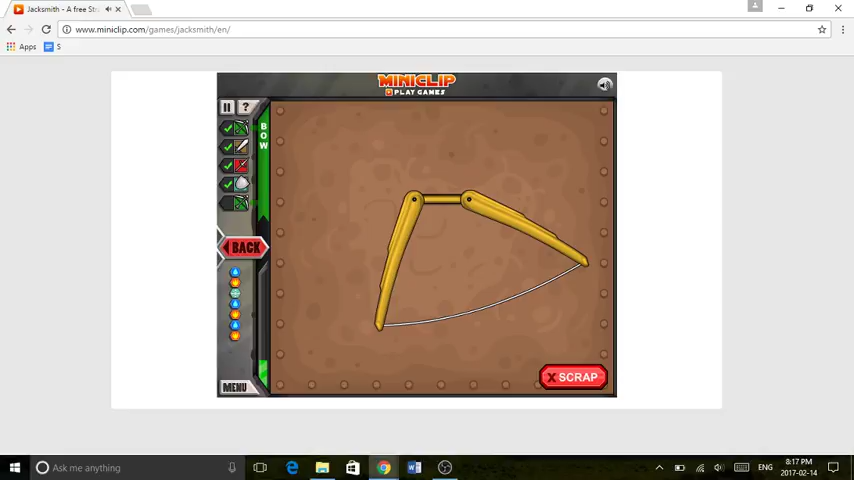 Jacksmith - A free Str
www.miniclip.com/games/jacksmith/en/
Apps
S
MINICLIP
PLAY GAMES
?
BOW
BACK
X SCRAP
MENU
Ask me anything
ENG
8:17 PM
2017-02-14